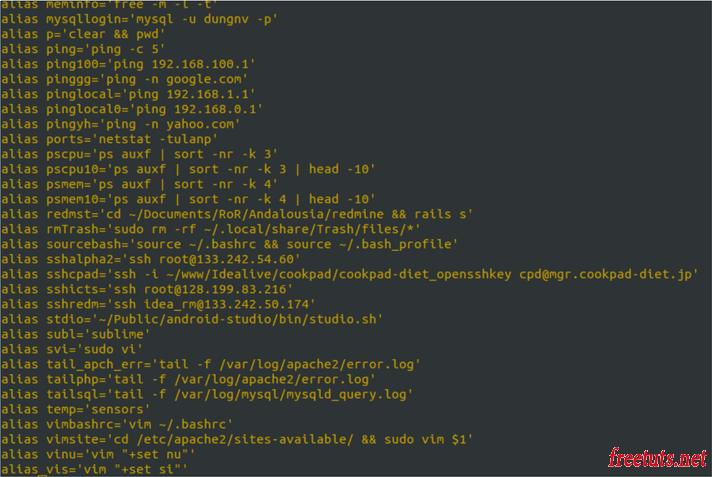 alias meminfo='free -m -l -t'
alias mysqllogin='mysql -u dungnv -p'
alias p='clear && pwd'
alias ping='ping -c 5'
alias ping100='ping 192.168.100.1'
alias pinggg='ping -n google.com'
alias pinglocal='ping 192.168.1.1'
alias pinglocal0='ping 192.168.0.1'
alias pingyh='ping -n yahoo.com'
alias ports='netstat -tulanp'
alias pscpu='ps auxf | sort -nr -k 3'
alias pscpu10='ps auxf | sort -nr -k 3 | head -10'
alias psmem='ps auxf | sort -nr -k 4'
alias psmem10='ps auxf | sort -nr -k 4 | head -10'
alias redmst='cd ~/Documents/RoR/Andalousia/redmine && rails s'
alias rmTrash='sudo rm -rf ~/.local/share/Trash/files/*'
alias sourcebash='source ~/.bashrc && source ~/.bash_profile'
alias sshalpha2='ssh root@133.242.54.60'
alias sshcpad='ssh -i ~/www/Idealive/cookpad/cookpad-diet_opensshkey cpd@mgr.cookpad-diet.jp'
alias sshicts='ssh root@128.199.83.216'
alias sshredm='ssh idea_rm@133.242.50.174'
alias stdio='~/Public/android-studio/bin/studio.sh'
alias subl='sublime'
alias svi='sudo vi'
alias tail_apch_err='tail -f /var/log/apache2/error.log'
alias tailphp='tail -f /var/log/apache2/error.log'
alias tailsql='tail -f /var/log/mysql/mysqld_query.log'
alias temp='sensors'
alias vimbashrc='vim ~/.bashrc'
alias vimsite='cd /etc/apache2/sites-available/ && sudo vim $1'
alias vinu='vim "+set nu"'
alias vis='vim "+set si"'
freetuts.net